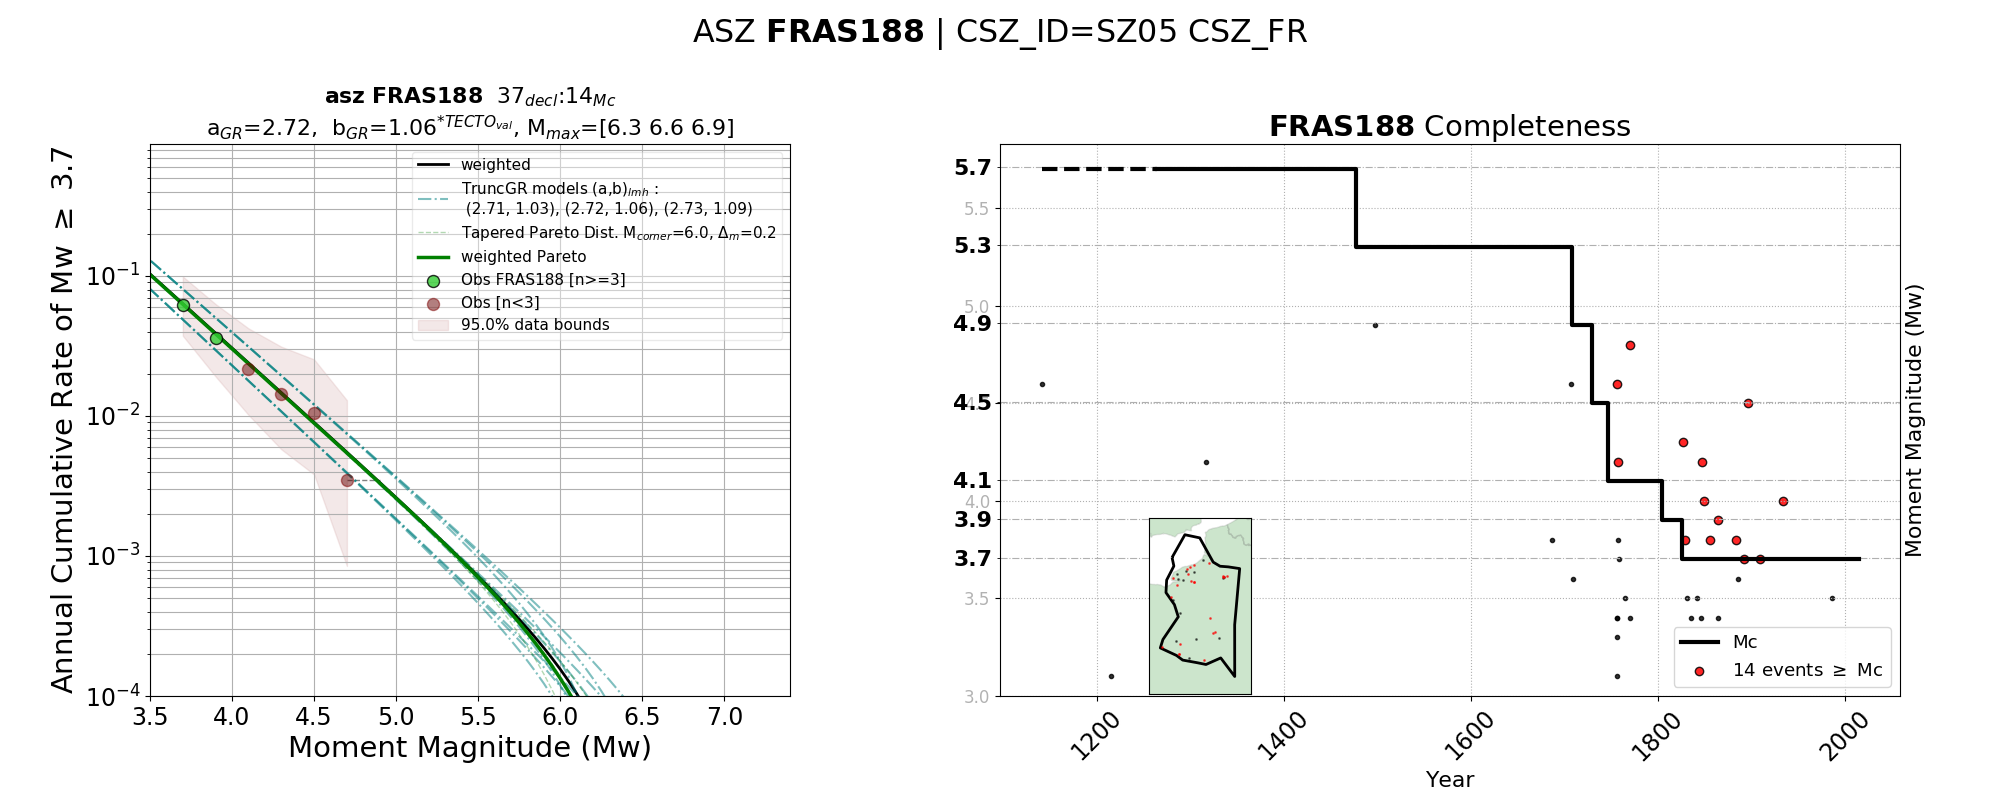 ASZ FRAS188 | CSZ_ID=SZ05 CSZ_FR
asz FRAS188 37decl:14Mc
aGR=2.72, bGR=1.06*TECTOval, Mmax=[6.3 6.6 6.9]
Annual Cumulative Rate of Mw ≥ 3.7
10−1
10−2
10−3
10−4
weighted
TruncGR models (a,b)lmh :
(2.71, 1.03), (2.72, 1.06), (2.73, 1.09)
Tapered Pareto Dist. Mcorner=6.0, Δm=0.2
weighted Pareto
Obs FRAS188 [n>=3]
Obs [n<3]
95.0% data bounds
3.5 4.0 4.5 5.0 5.5 6.0 6.5 7.0
Moment Magnitude (Mw)
FRAS188 Completeness
5.7
5.5
5.3
5.0
4.9
4.5
4.1
4.0
3.9
3.7
3.5
3.0
Moment Magnitude (Mw)
Mc
14 events ≥ Mc
1200 1400 1600 1800 2000
Year